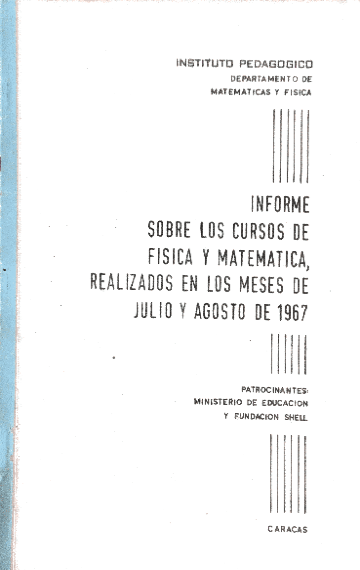 INSTITUTO PEDAGOGICO
DEPARTAMENTO DE
MATEMATICAS Y FISICA
INFORME
SOBRE LOS CURSOS DE
FISICA Y MATEMATICA,
REALIZADOS EN LOS MESES DE
JULIO Y AGOSTO DE 1967
PATROCINANTES:
MINISTERIO DE EDUCACION
Y FUNDACION SHELL
CARACAS